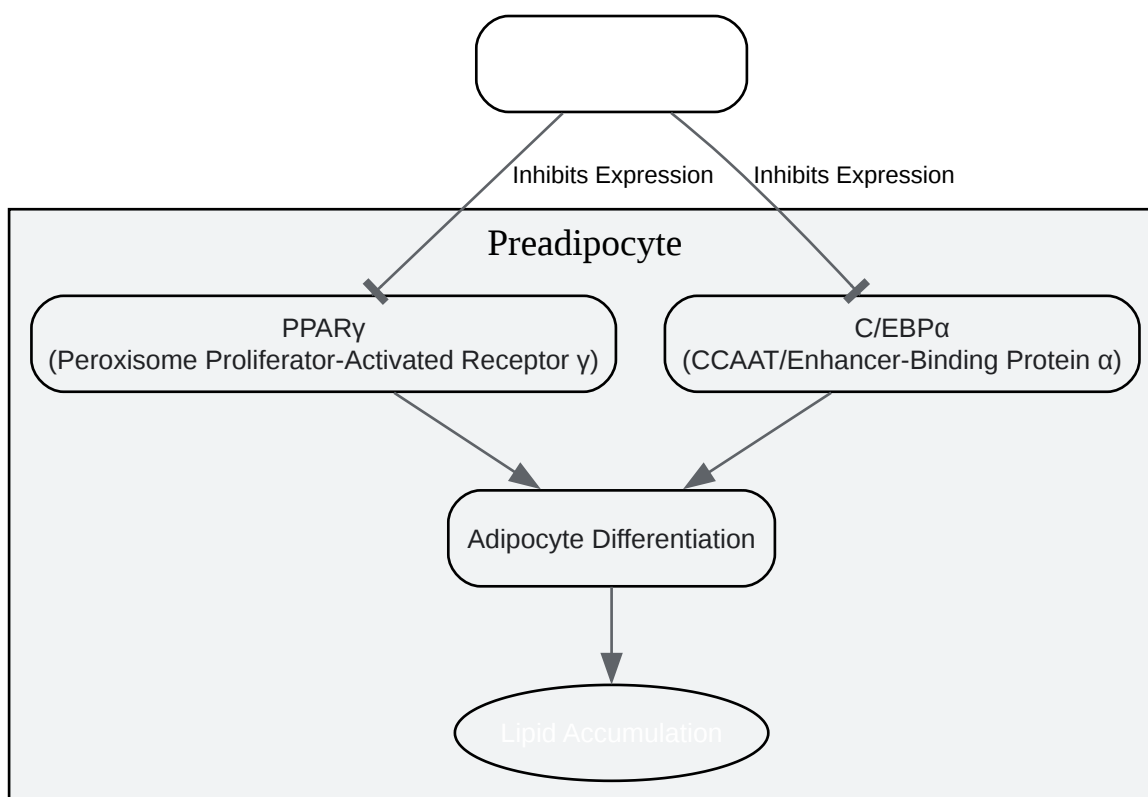 Inhibits Expression
Inhibits Expression
Preadipocyte
PPARγ
(Peroxisome Proliferator-Activated Receptor γ)
C/EBPα
(CCAAT/Enhancer-Binding Protein α)
Adipocyte Differentiation
Lipid Accumulation